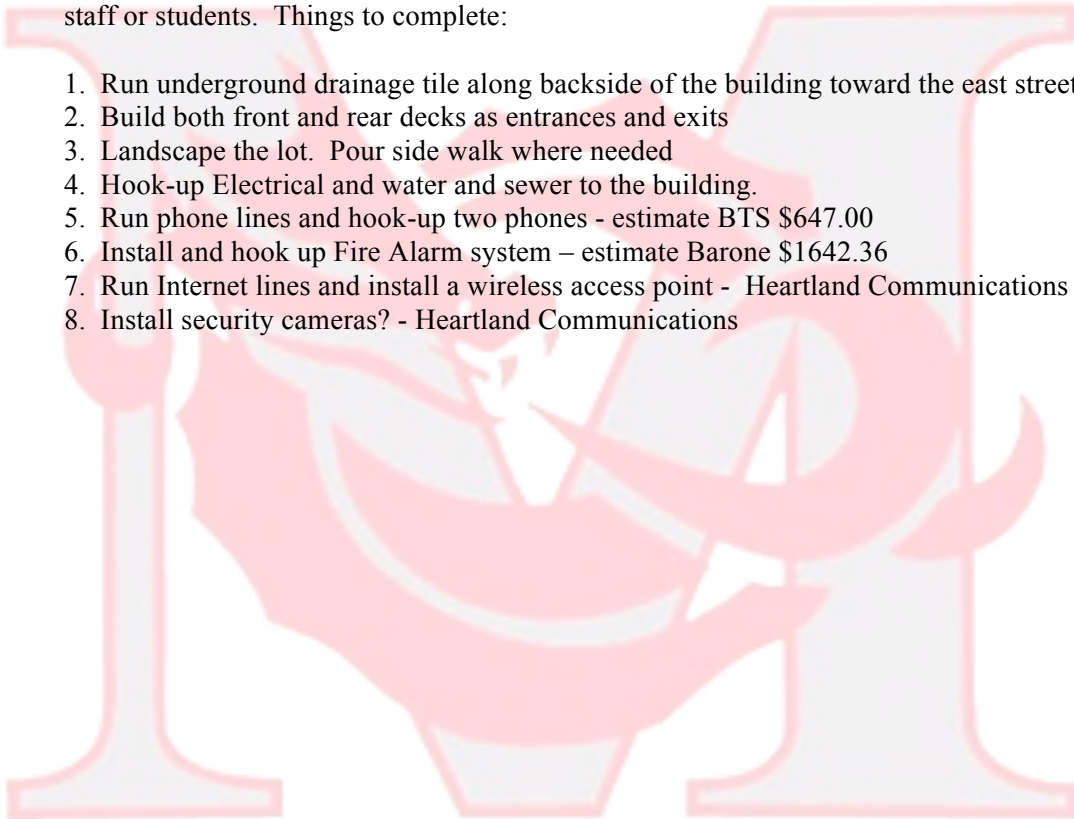 staff or students.  Things to complete:
1.  Run underground drainage tile along backside of the building toward the east street
2.  Build both front and rear decks as entrances and exits
3.  Landscape the lot.  Pour side walk where needed
4.  Hook-up Electrical and water and sewer to the building.
5.  Run phone lines and hook-up two phones - estimate BTS $647.00
6.  Install and hook up Fire Alarm system – estimate Barone $1642.36
7.  Run Internet lines and install a wireless access point -  Heartland Communications
8.  Install security cameras? - Heartland Communications